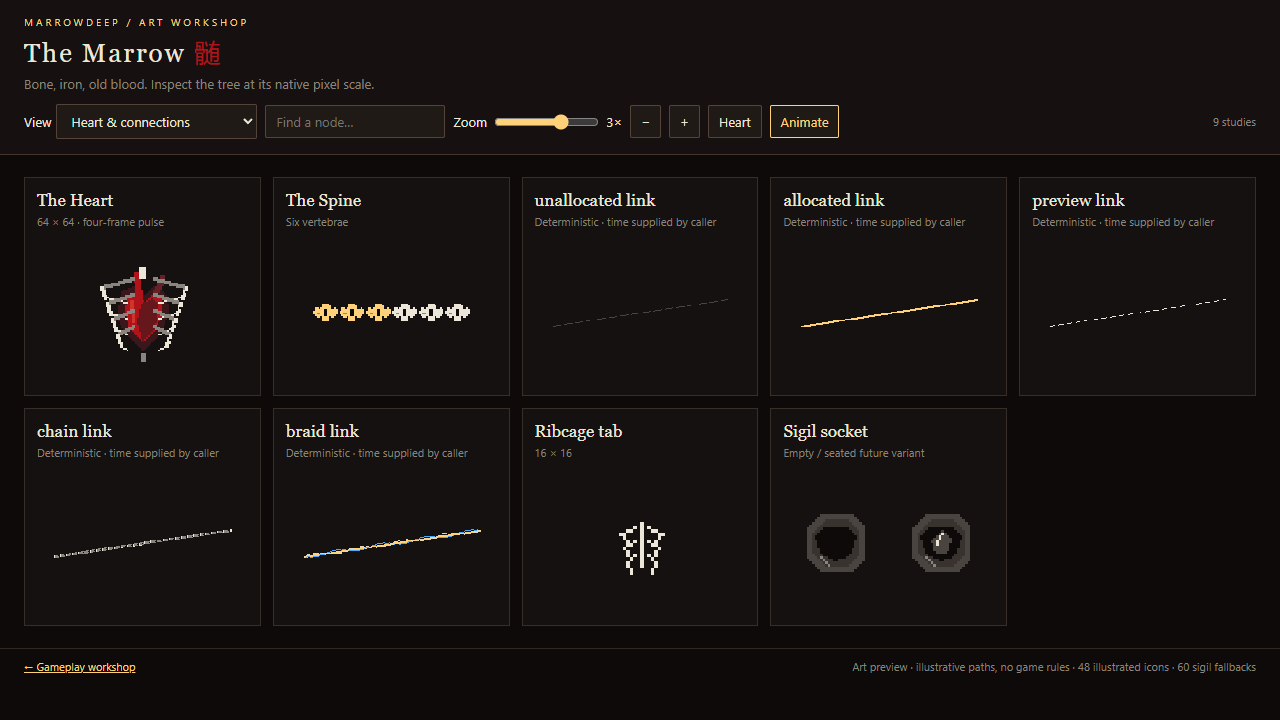 MARROWDEEP / ART WORKSHOP
The Marrow 髄
Bone, iron, old blood. Inspect the tree at its native pixel scale.
View Heart & connections Find a node... Zoom 3× − + Heart Animate 9 studies
The Heart
64 × 64 · four-frame pulse
The Spine
Six vertebrae
unallocated link
Deterministic · time supplied by caller
allocated link
Deterministic · time supplied by caller
preview link
Deterministic · time supplied by caller
chain link
Deterministic · time supplied by caller
braid link
Deterministic · time supplied by caller
Ribcage tab
16 × 16
Sigil socket
Empty / seated future variant
← Gameplay workshop
Art preview · illustrative paths, no game rules · 48 illustrated icons · 60 sigil fallbacks